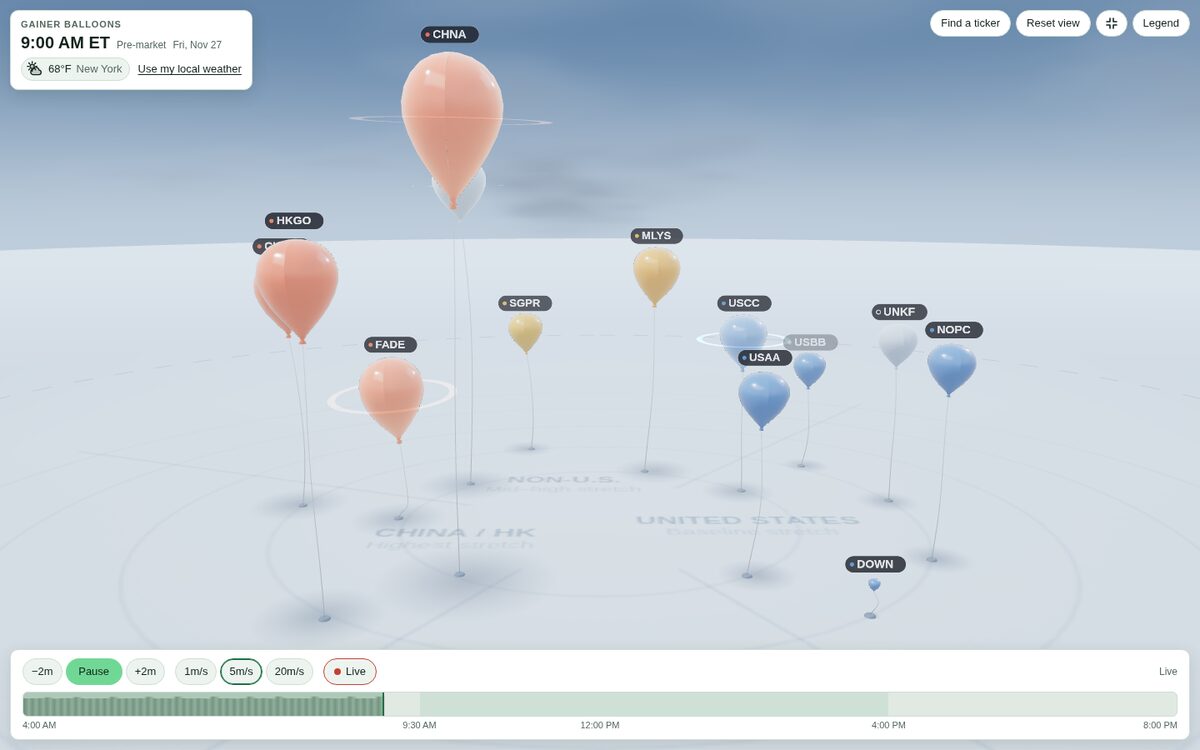 GAINER BALLOONS
9:00 AM ET Pre-market Fri, Nov 27
68°F New York Use my local weather
Find a ticker
Reset view
Legend
CHNA
HKGO
MLYS
SGPR
USCC
UNKF
NOPC
FADE
USBB
USAA
NON-U.S.
Mid–high stretch
UNITED STATES
Baseline stretch
CHINA / HK
Highest stretch
DOWN
−2m Pause +2m 1m/s 5m/s 20m/s Live
Live
4:00 AM 9:30 AM 12:00 PM 4:00 PM 8:00 PM